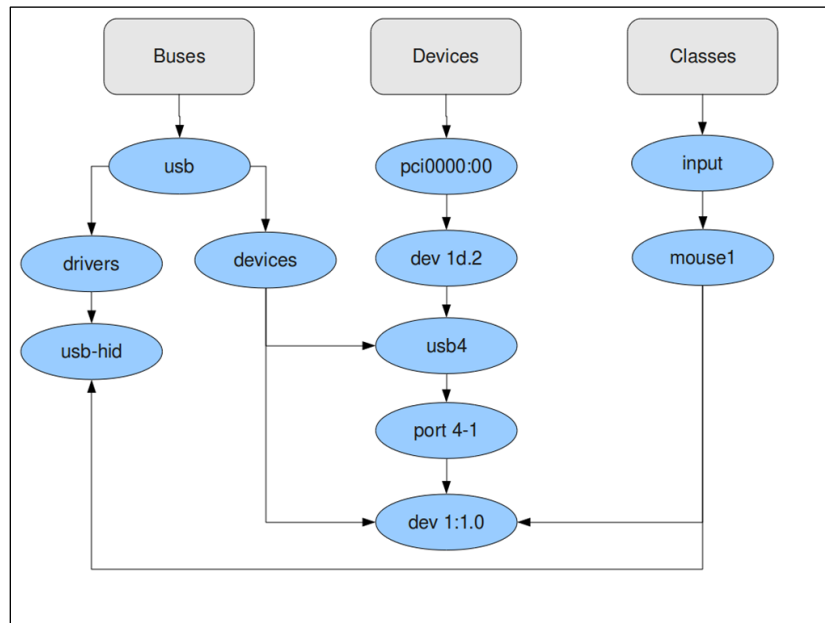 Buses
Devices
Classes
usb
pci0000:00
input
drivers
devices
dev 1d.2
mouse1
usb-hid
usb4
port 4-1
dev 1:1.0